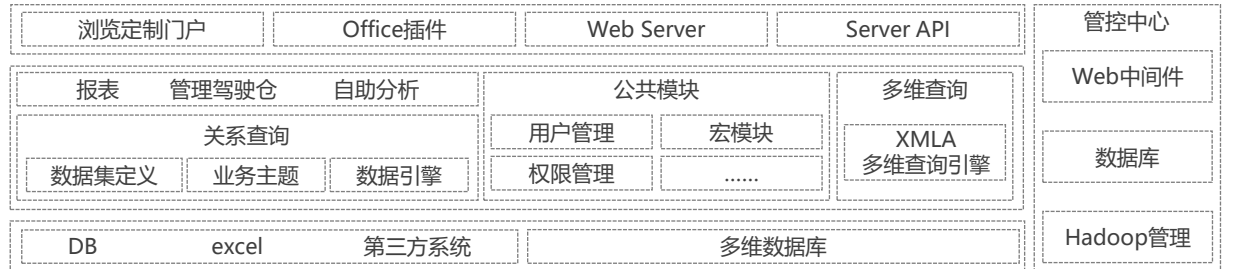 浏览定制门户 Office插件 Web Server Server API
报表 管理驾驶仓 自助分析
关系查询
数据集定义 业务主题 数据引擎
公共模块
用户管理 宏模块
权限管理 ......
多维查询
XMLA
多维查询引擎
DB excel 第三方系统 多维数据库
管控中心
Web中间件
数据库
Hadoop管理